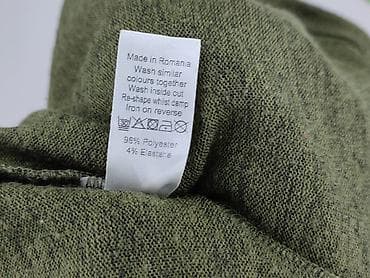 Made in Romania
Wash similar
colours together
Wash inside out
Re-shape whilst damp
Iron on reverse
96% Polyester
4% Elastane